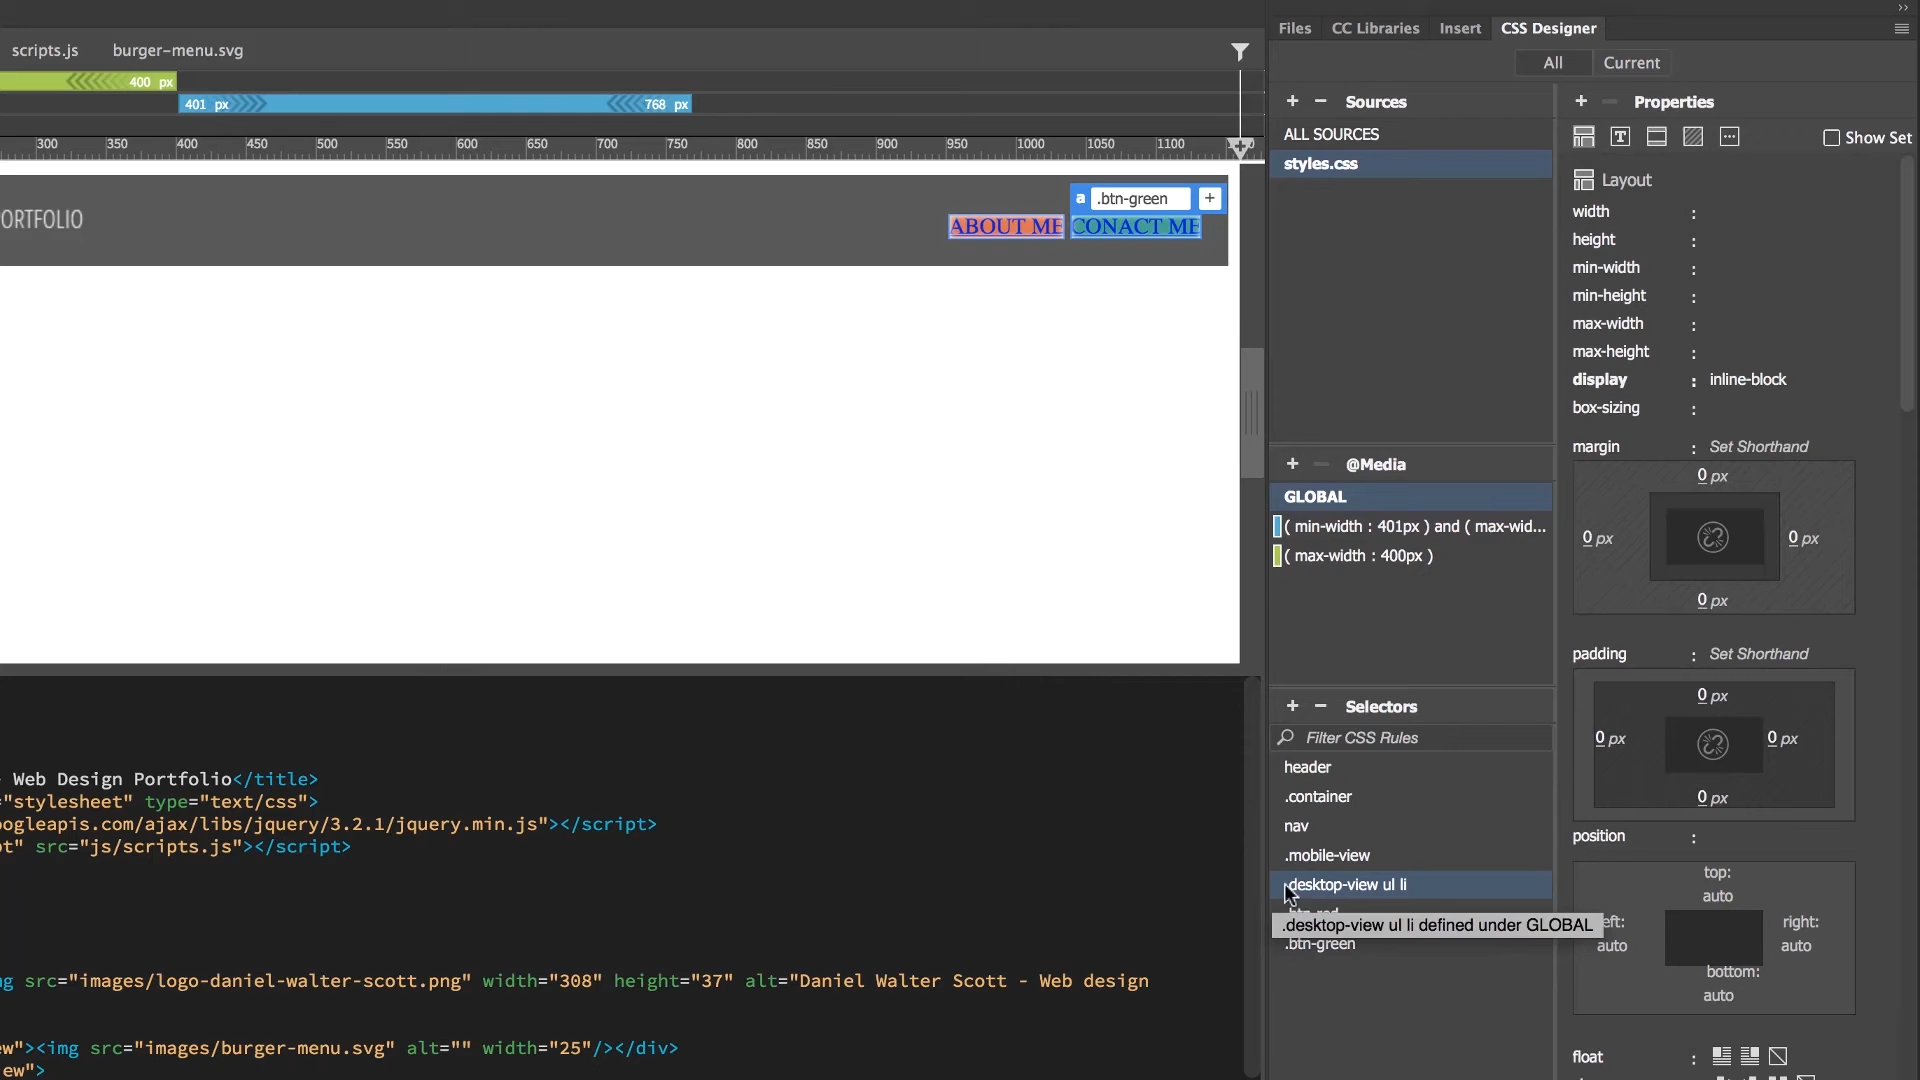 scripts.js
burger-menu.svg
400 px
401 px
768 px
300
350
400
450
500
550
600
650
700
750
800
850
900
950
1000
1050
1100
PORTFOLIO
a .btn-green +
ABOUT ME
CONACT ME
Web Design Portfolio</title>
="stylesheet" type="text/css">
ogleapis.com/ajax/libs/jquery/3.2.1/jquery.min.js"></script>
pt" src="js/scripts.js"></script>
g src="images/logo-daniel-walter-scott.png" width="308" height="37" alt="Daniel Walter Scott - Web design
ew"><img src="images/burger-menu.svg" alt="" width="25"/></div>
ew">
Files
CC Libraries
Insert
CSS Designer
All
Current
+ − Sources
ALL SOURCES
styles.css
+ − @Media
GLOBAL
( min-width : 401px ) and ( max-wid...
( max-width : 400px )
+ − Selectors
Filter CSS Rules
header
.container
nav
.mobile-view
.desktop-view ul li
.desktop-view ul li defined under GLOBAL
.btn-green
+ − Properties
T
Show Set
Layout
width :
height :
min-width :
min-height :
max-width :
max-height :
display : inline-block
box-sizing :
margin : Set Shorthand
0 px
0 px
0 px
0 px
padding : Set Shorthand
0 px
0 px
0 px
0 px
position :
top:
auto
left:
auto
right:
auto
bottom:
auto
float :